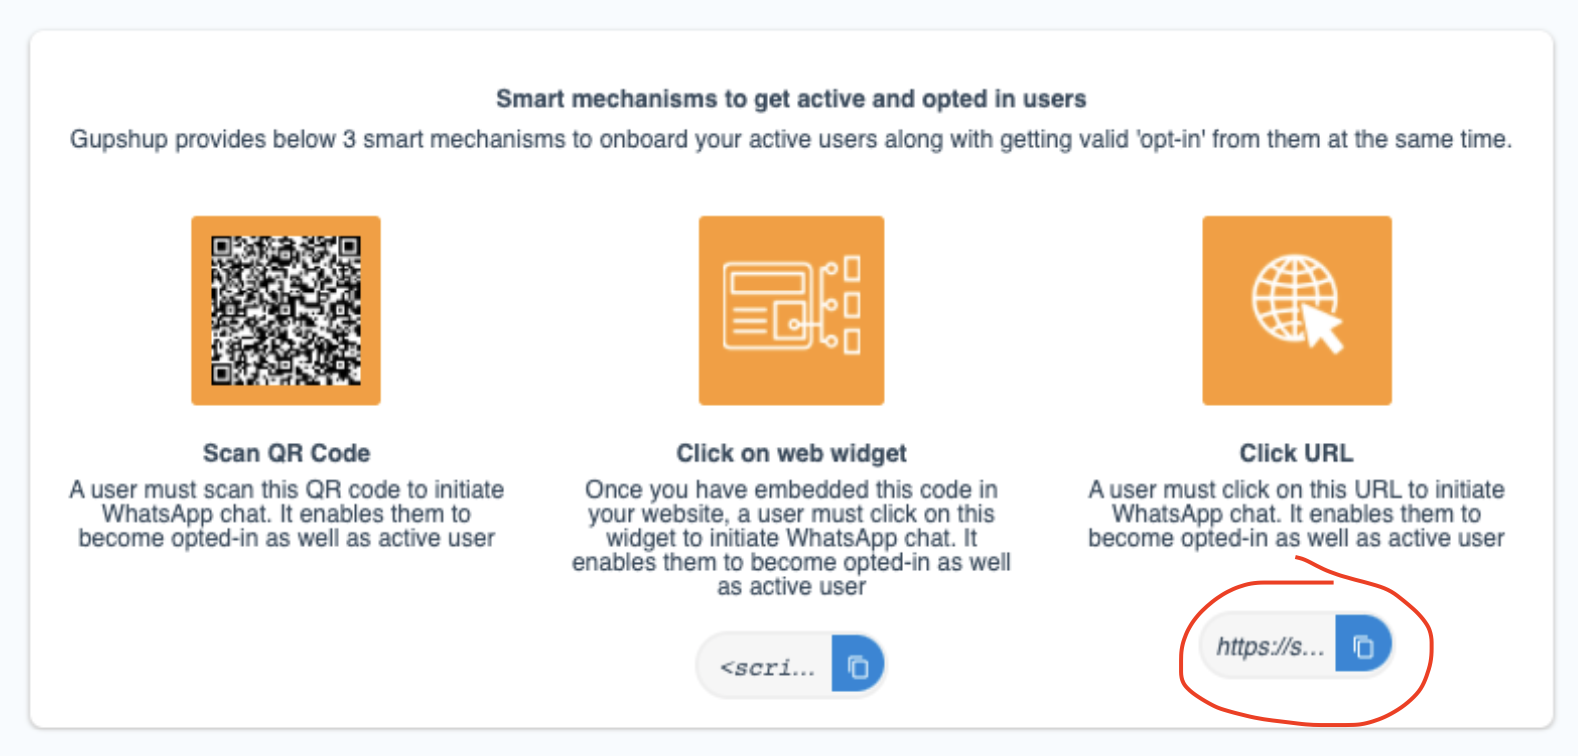 Smart mechanisms to get active and opted in users
Gupshup provides below 3 smart mechanisms to onboard your active users along with getting valid 'opt-in' from them at the same time.
Scan QR Code
A user must scan this QR code to initiate
WhatsApp chat. It enables them to
become opted-in as well as active user
Click on web widget
Once you have embedded this code in
your website, a user must click on this
widget to initiate WhatsApp chat. It
enables them to become opted-in as well
as active user
<scri...
Click URL
A user must click on this URL to initiate
WhatsApp chat. It enables them to
become opted-in as well as active user
https://s...